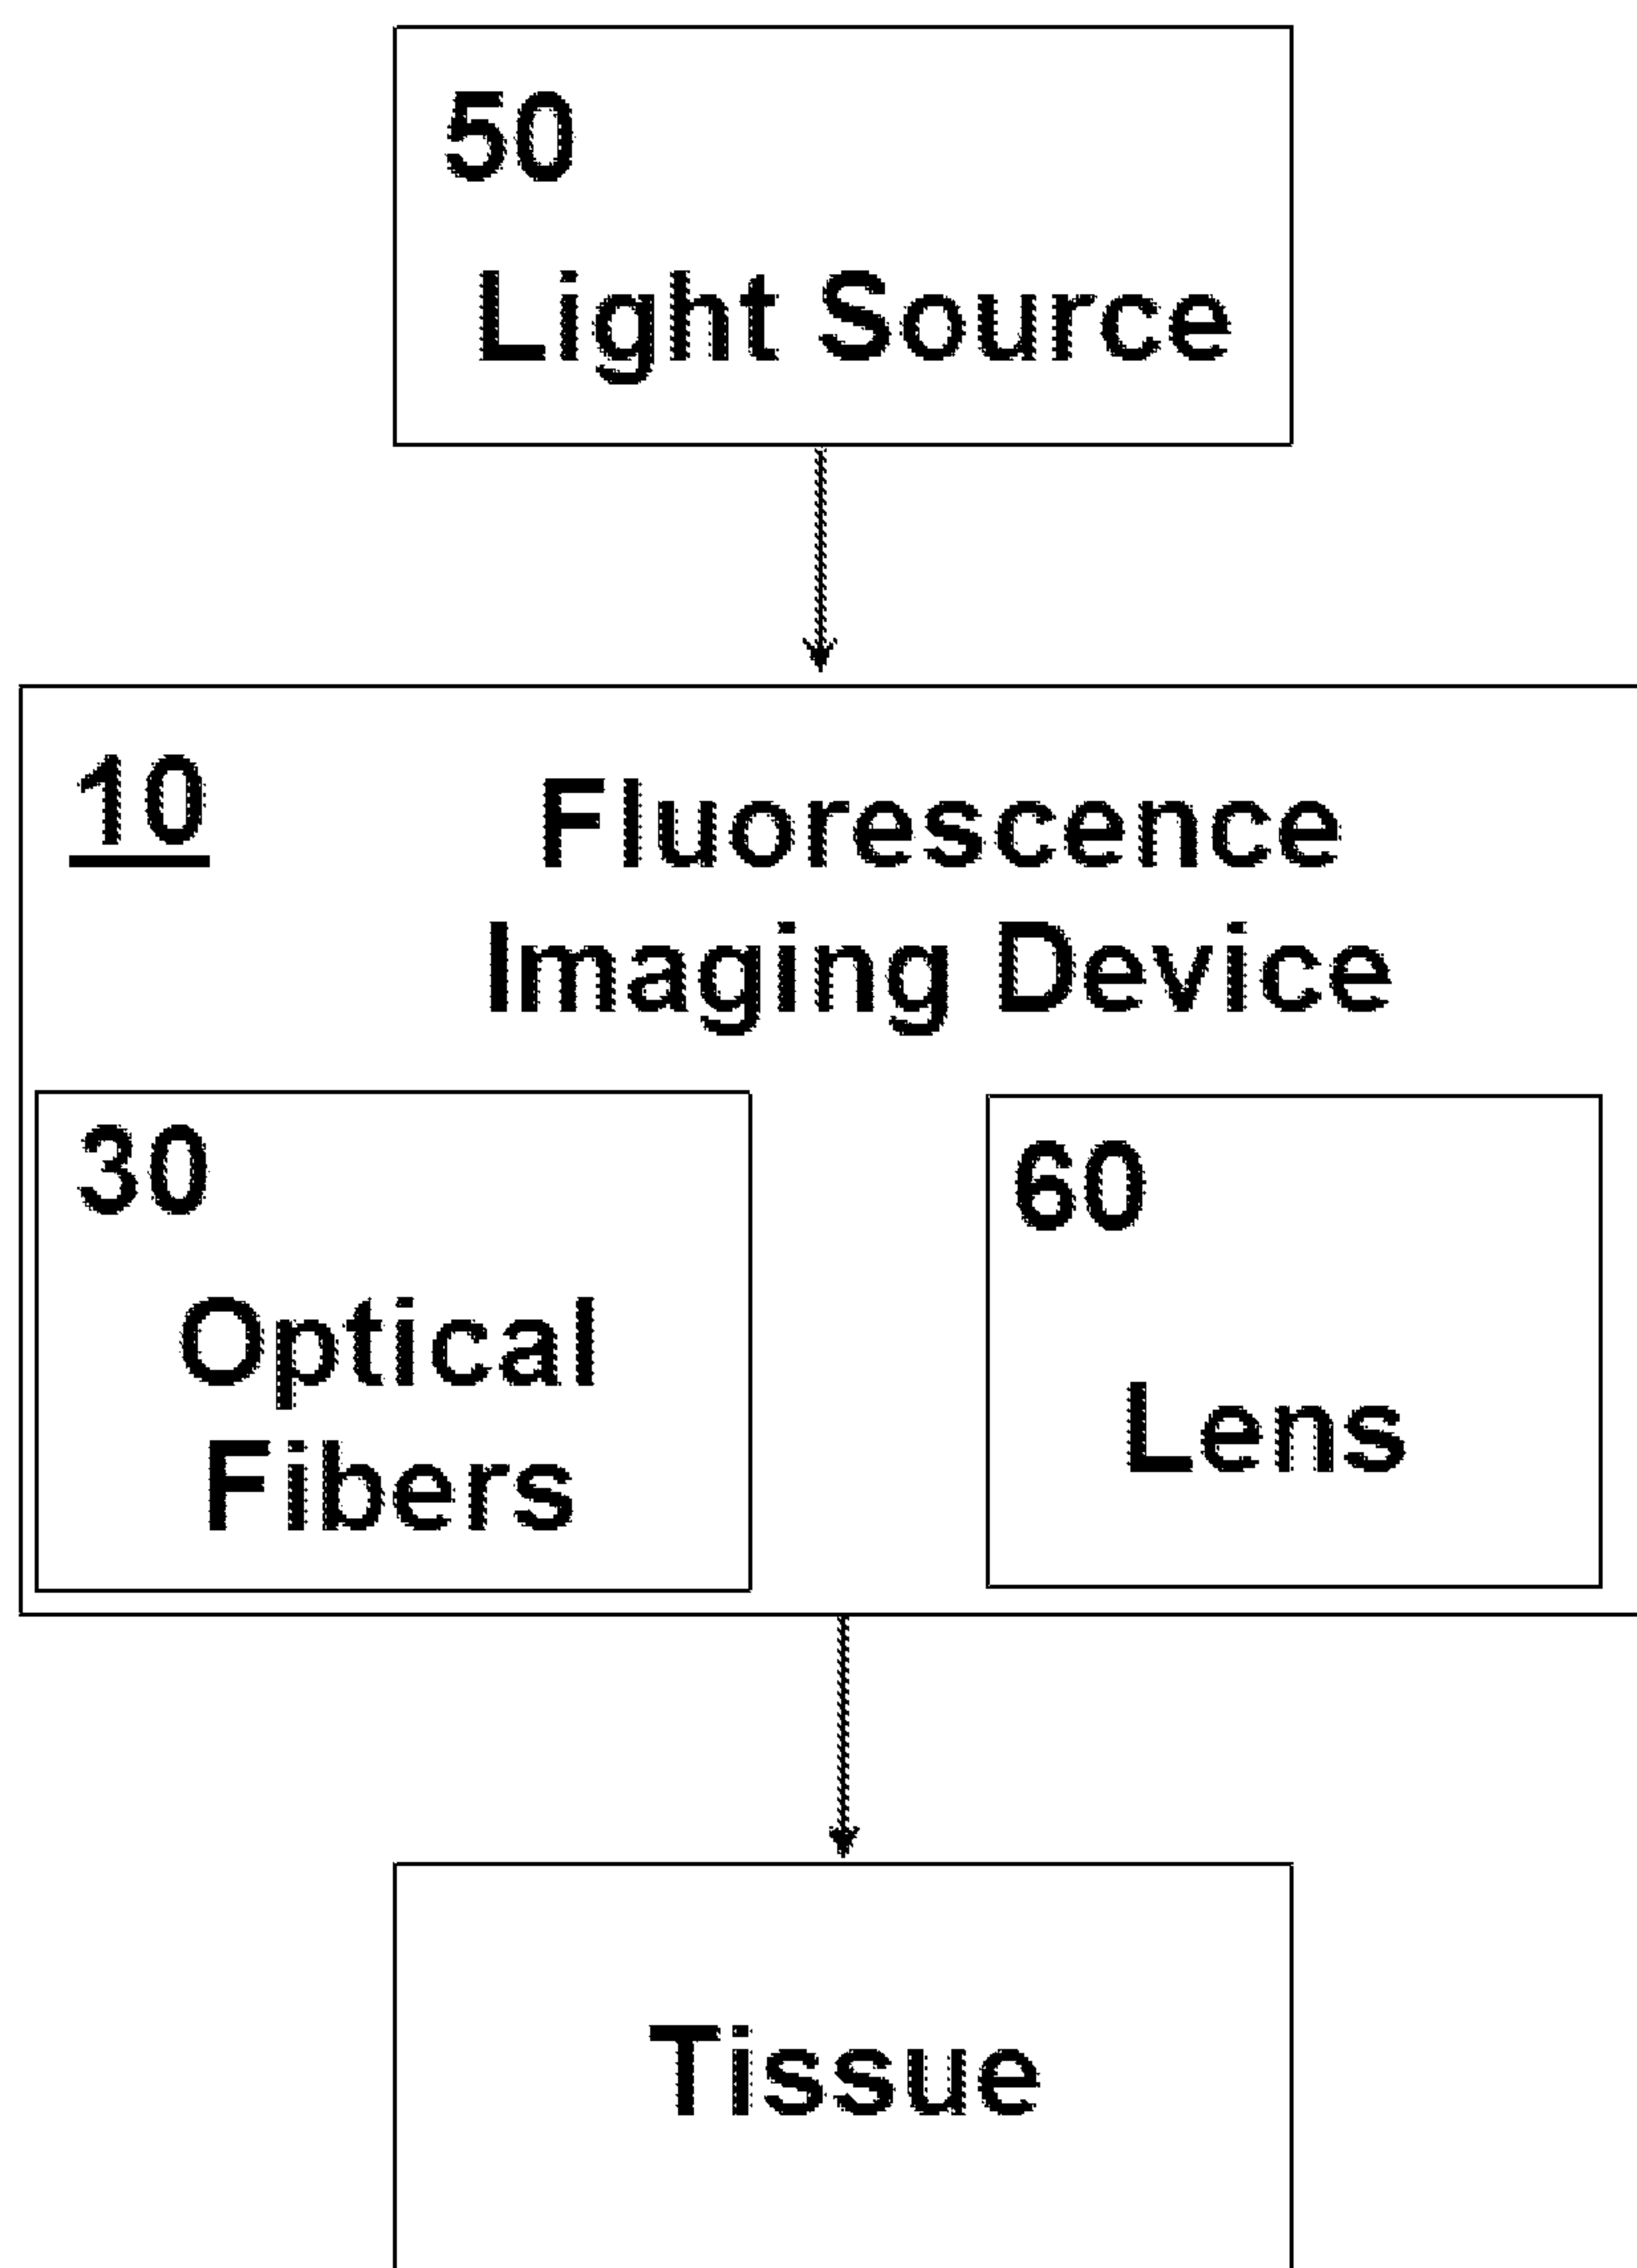 50
Light Source
10
Fluorescence
Imaging Device
30
Optical
Fibers
60
Lens
Tissue